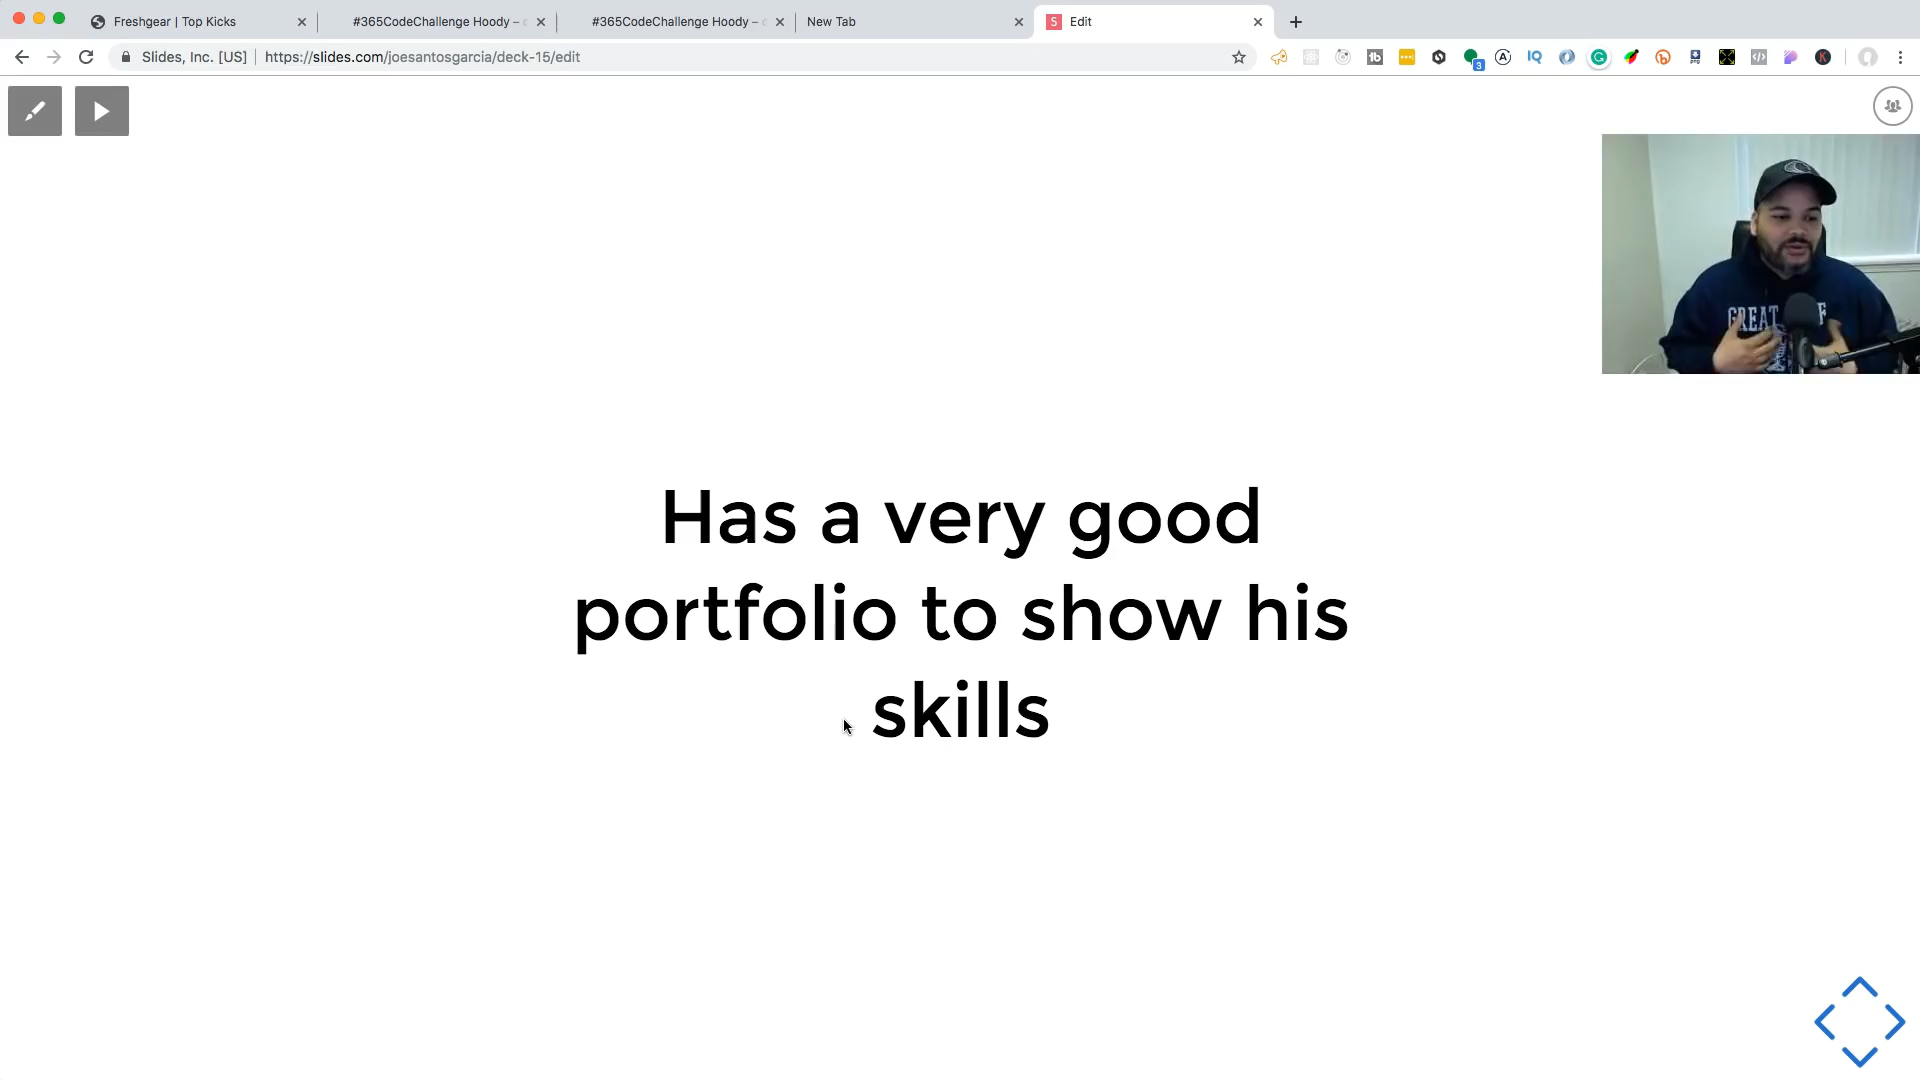 Freshgear | Top Kicks
#365CodeChallenge Hoody –
#365CodeChallenge Hoody –
New Tab
Edit
Slides, Inc. [US]
https://slides.com/joesantosgarcia/deck-15/edit
GREAT
Has a very good
portfolio to show his
skills